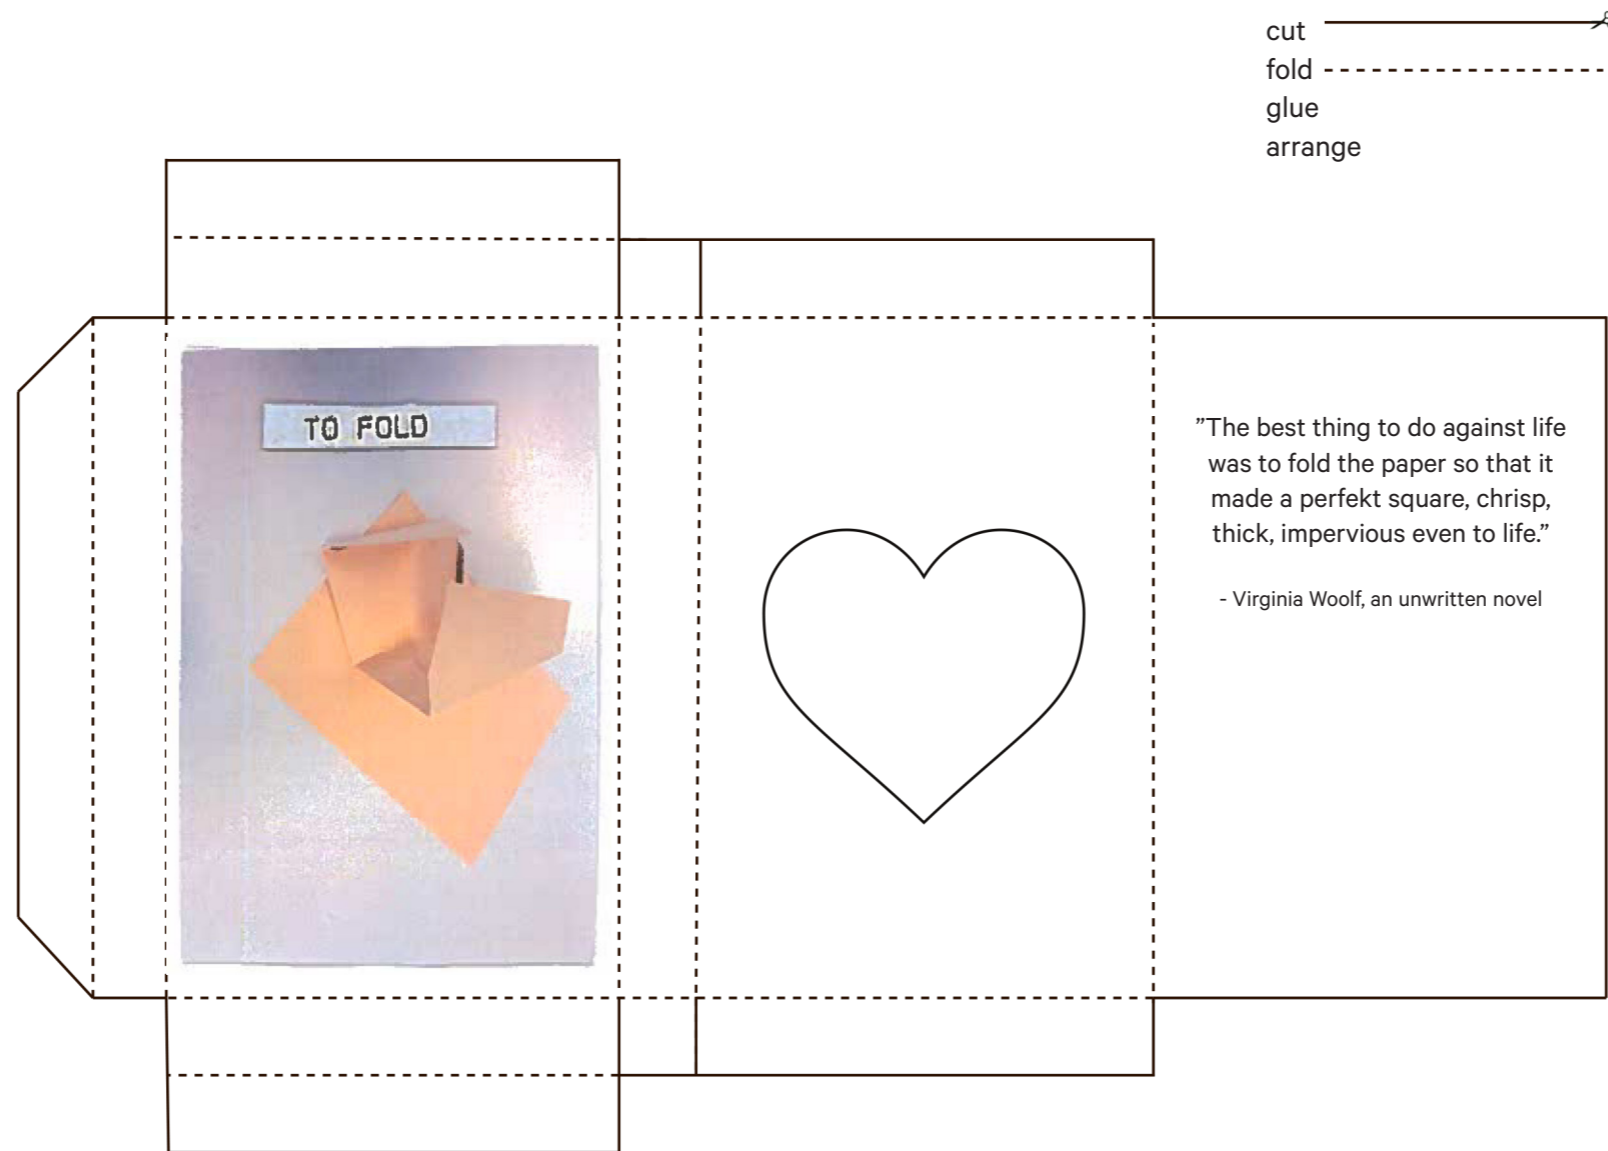 cut
fold
glue
arrange
TO FOLD
”The best thing to do against life
was to fold the paper so that it
made a perfekt square, chrisp,
thick, impervious even to life.”
- Virginia Woolf, an unwritten novel